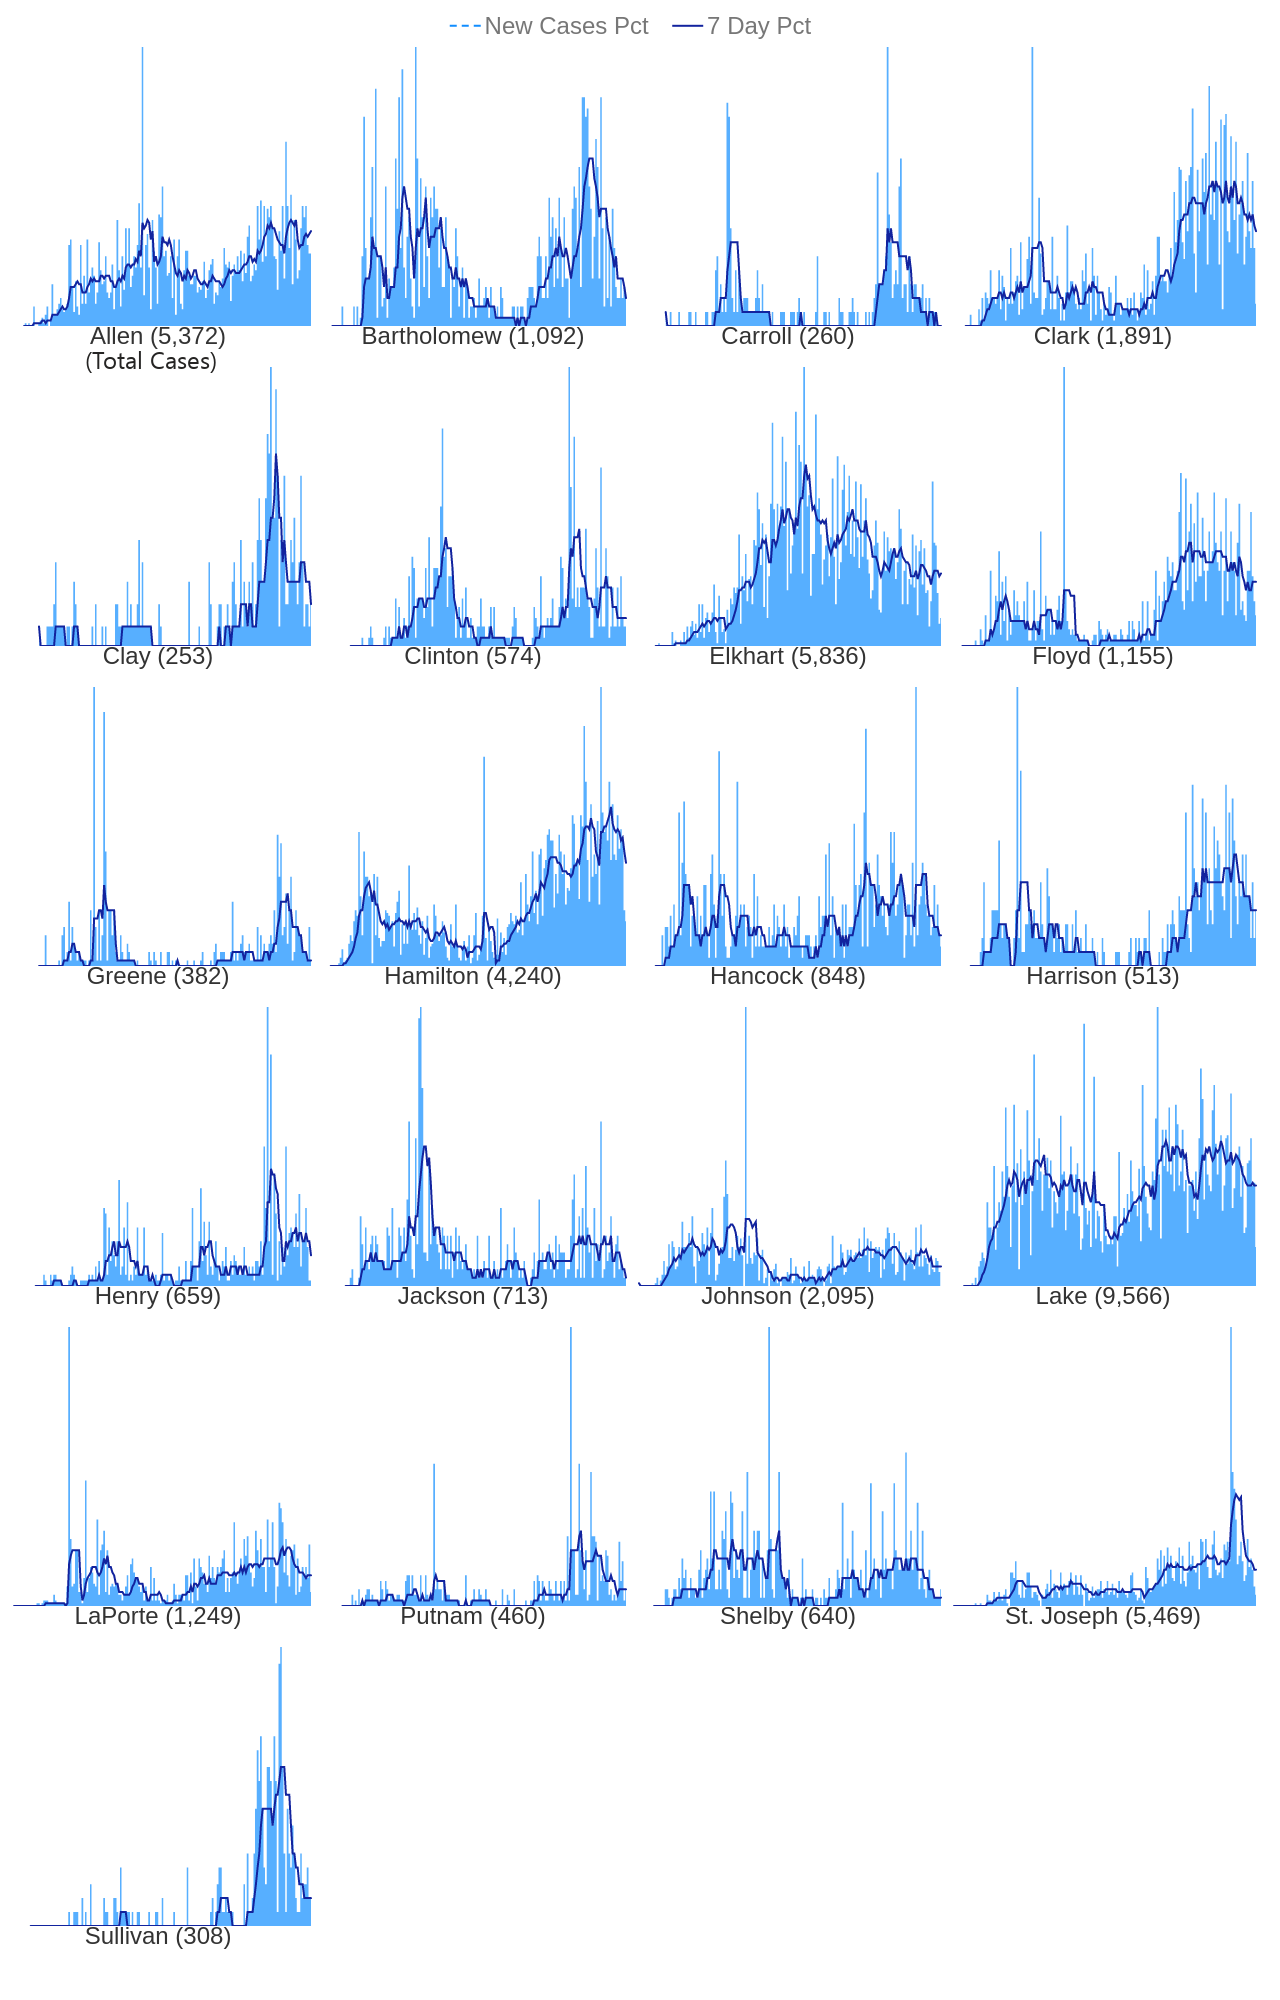 New Cases Pct 7 Day Pct
Allen (5,372) Bartholomew (1,092) Carroll (260) Clark (1,891)
(Total Cases)
Clay (253) Clinton (574) Elkhart (5,836) Floyd (1,155)
Greene (382) Hamilton (4,240) Hancock (848) Harrison (513)
Henry (659) Jackson (713) Johnson (2,095) Lake (9,566)
LaPorte (1,249) Putnam (460) Shelby (640) St. Joseph (5,469)
Sullivan (308)